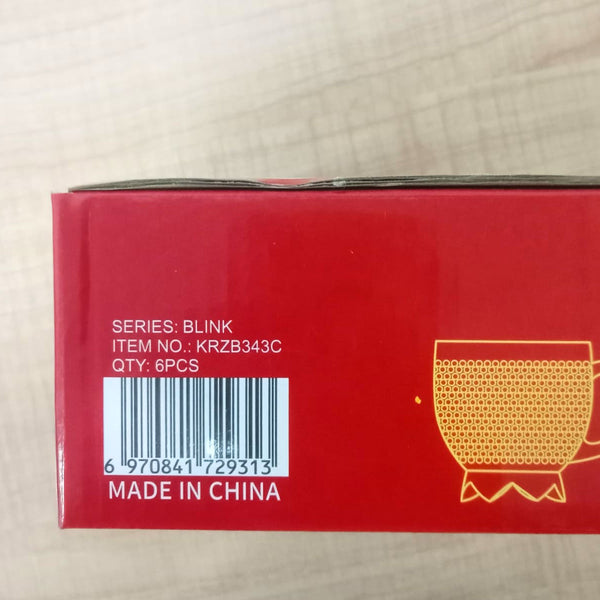 SERIES: BLINK
ITEM NO.: KRZB343C
QTY: 6PCS
6 970841 729313
MADE IN CHINA